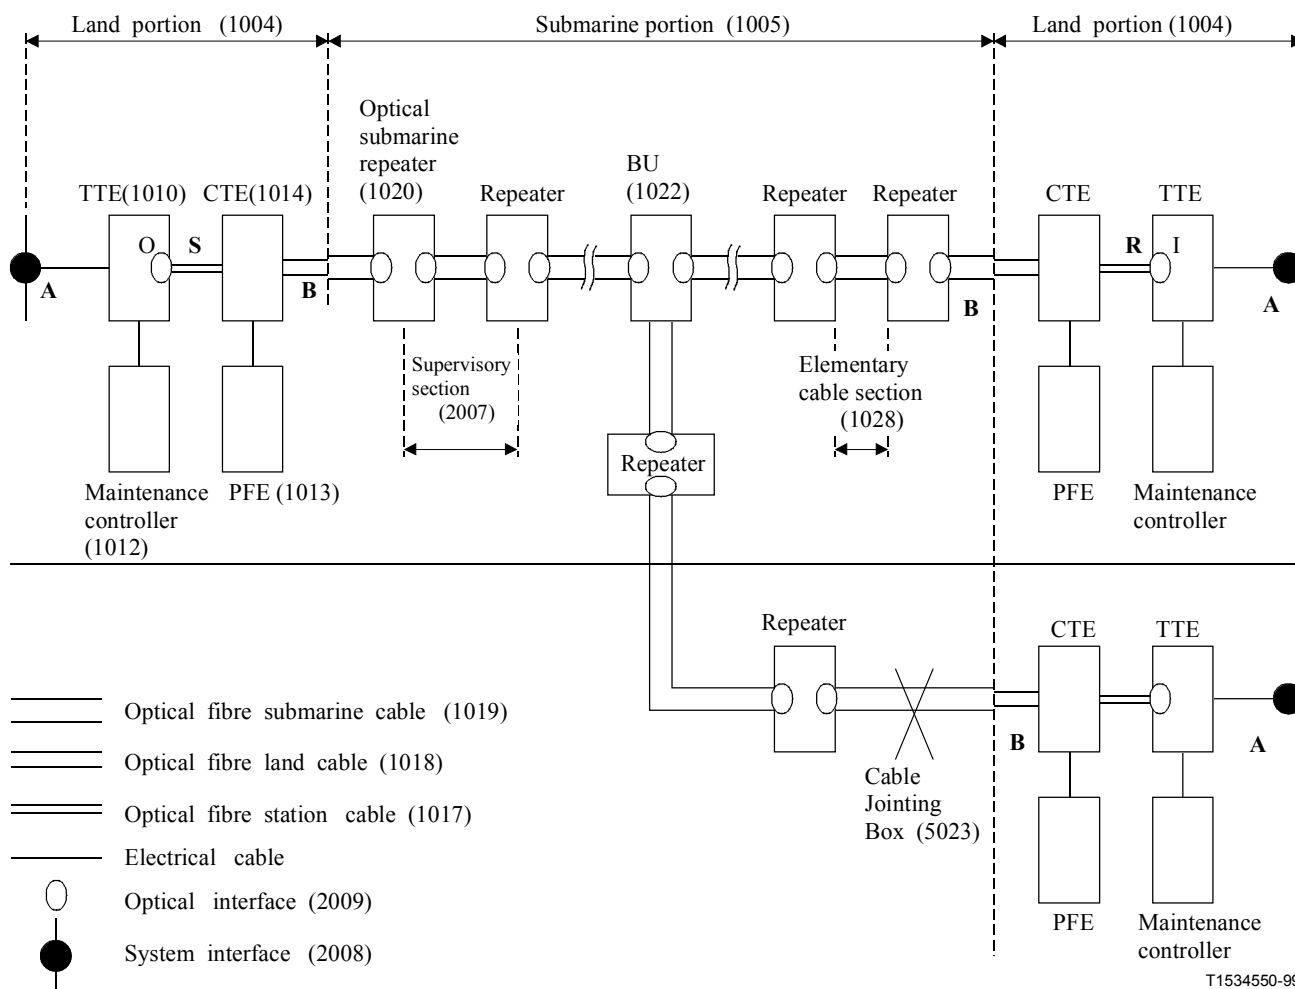 Land portion (1004)
Submarine portion (1005)
Land portion (1004)
Optical
submarine
repeater
(1020)
TTE(1010)
CTE(1014)
Repeater
BU
(1022)
Repeater
Repeater
CTE
TTE
O
S
R
I
A
B
B
A
Supervisory
section
(2007)
Elementary
cable section
(1028)
Repeater
Maintenance
controller
(1012)
PFE (1013)
PFE
Maintenance
controller
Repeater
CTE
TTE
B
A
Cable
Jointing
Box (5023)
PFE
Maintenance
controller
Optical fibre submarine cable (1019)
Optical fibre land cable (1018)
Optical fibre station cable (1017)
Electrical cable
Optical interface (2009)
System interface (2008)
T1534550-99